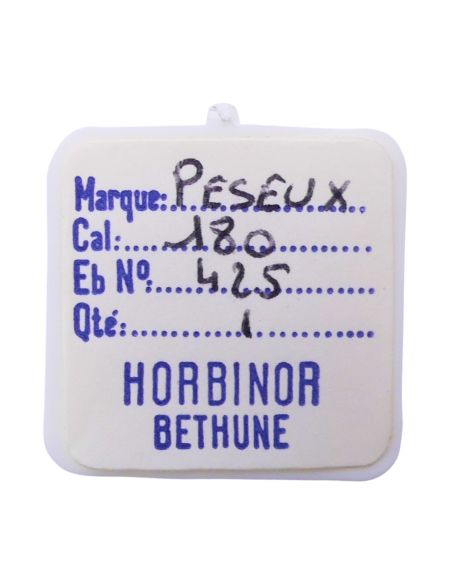 Marque: PESEUX
Cal: 180
Eb Nº: 425
Qté: 1
HORBINOR
BETHUNE